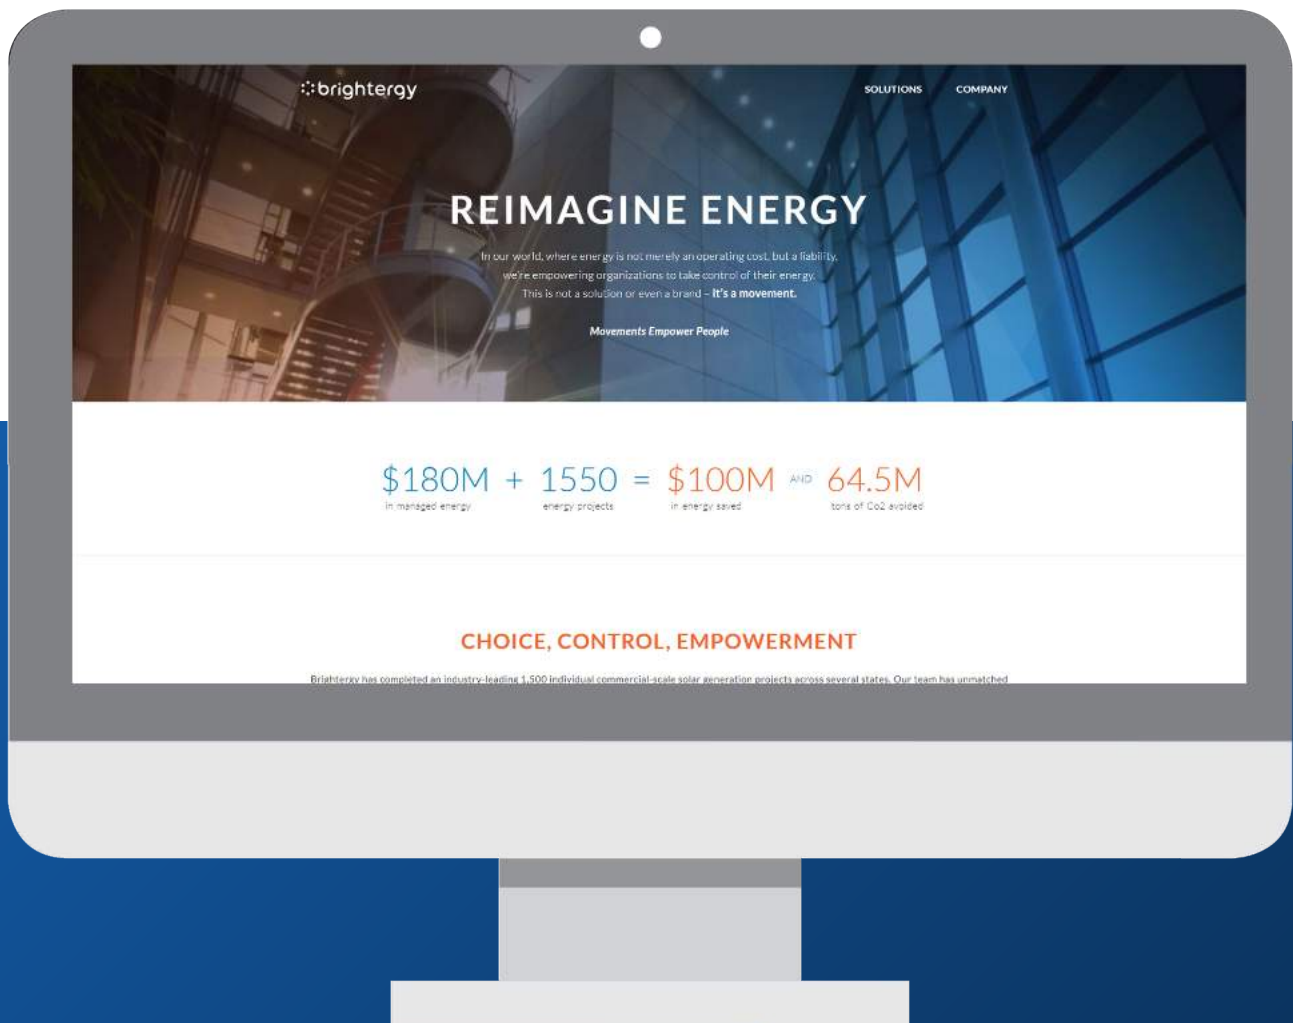 brightergy
SOLUTIONS COMPANY
REIMAGINE ENERGY
In our world, where energy is not merely an operating cost, but a liability,
we're empowering organizations to take control of their energy.
This is not a solution or even a brand – it's a movement.
Movements Empower People
$180M + 1550 = $100M AND 64.5M
in managed energy energy projects in energy saved tons of Co2 avoided
CHOICE, CONTROL, EMPOWERMENT
Brightergy has completed an industry-leading 1,500 individual commercial-scale solar generation projects across several states. Our team has unmatched